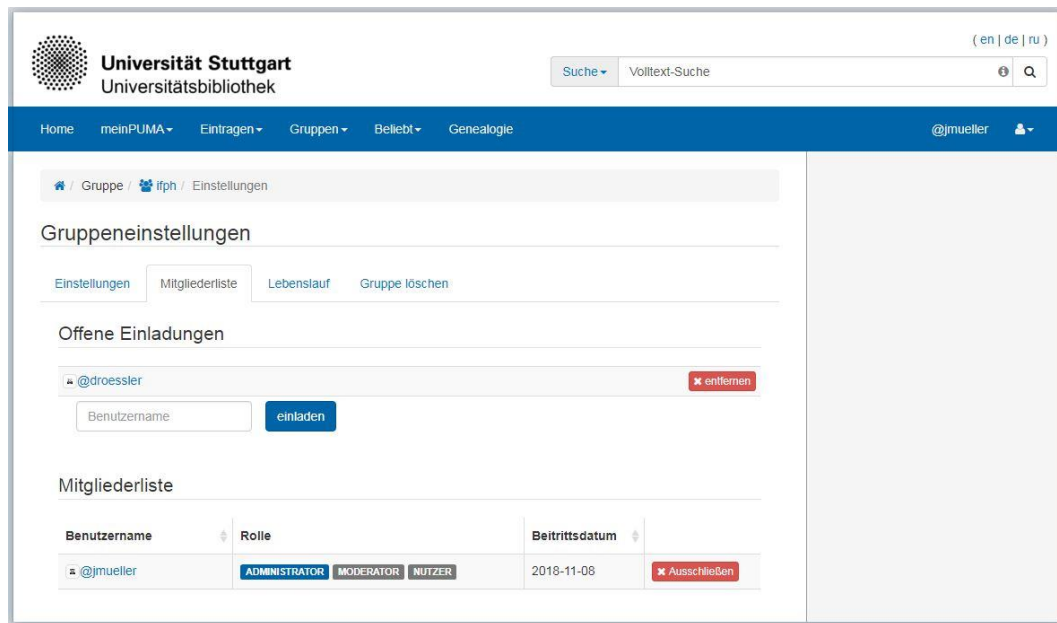 ( en | de | ru )
Universität Stuttgart
Universitätsbibliothek
Suche Volltext-Suche
Home meinPUMA Eintragen Gruppen Beliebt Genealogie @jmueller
/ Gruppe / ifph / Einstellungen
Gruppeneinstellungen
Einstellungen Mitgliederliste Lebenslauf Gruppe löschen
Offene Einladungen
@droessler entfernen
Benutzername einladen
Mitgliederliste
Benutzername Rolle Beitrittsdatum
@jmueller ADMINISTRATOR MODERATOR NUTZER 2018-11-08 Ausschließen